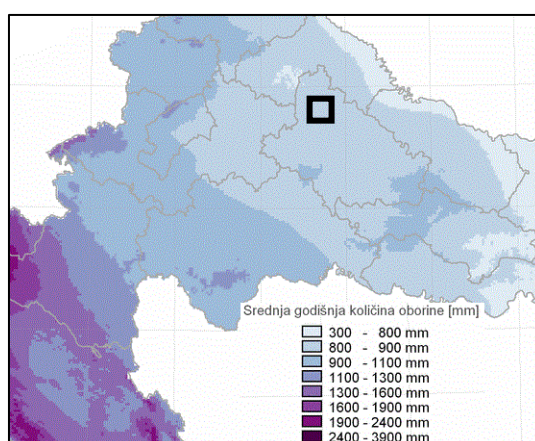 Srednja godišnja količina oborine [mm]
300 - 800 mm
800 - 900 mm
900 - 1100 mm
1100 - 1300 mm
1300 - 1600 mm
1600 - 1900 mm
1900 - 2400 mm
2400 - 3900 mm